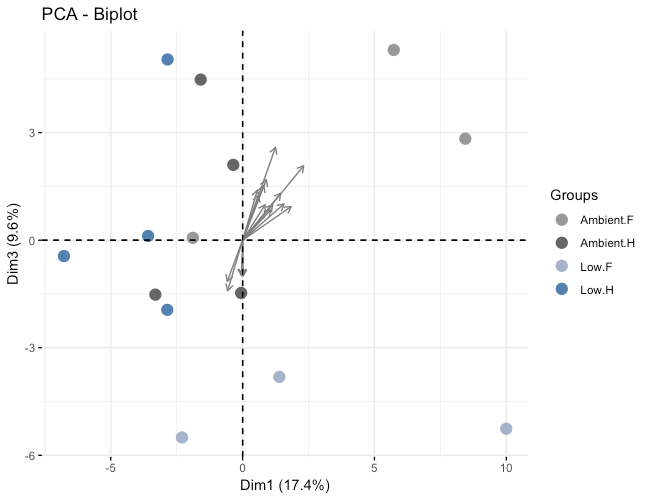 PCA - Biplot
Dim3 (9.6%)
3
0
-3
-6
-5
0
5
10
Dim1 (17.4%)
Groups
Ambient.F
Ambient.H
Low.F
Low.H